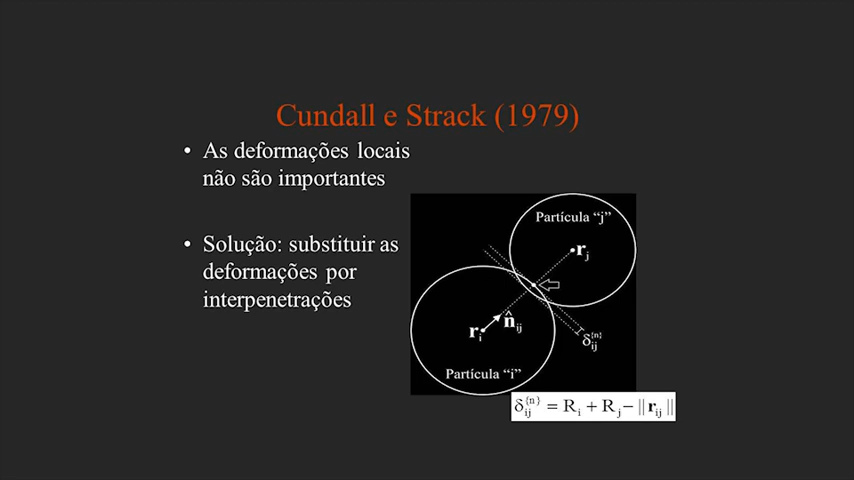 Cundall e Strack (1979)
• As deformações locais
não são importantes
• Solução: substituir as
deformações por
interpenetrações
Partícula “j”
r_j
n̂_ij
r_i
δ_ij^{n}
Partícula “i”
δ_ij^{n} = R_i + R_j − || r_ij ||